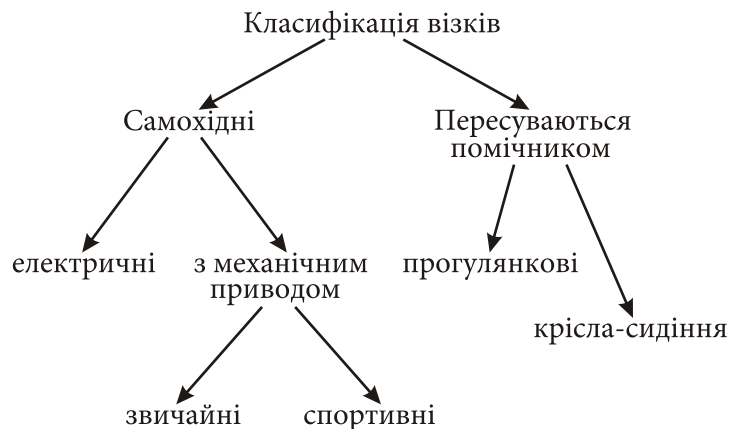 Класифікація візків
Самохідні
Пересуваються
помічником
електричні
з механічним
приводом
прогулянкові
крісла-сидіння
звичайні
спортивні